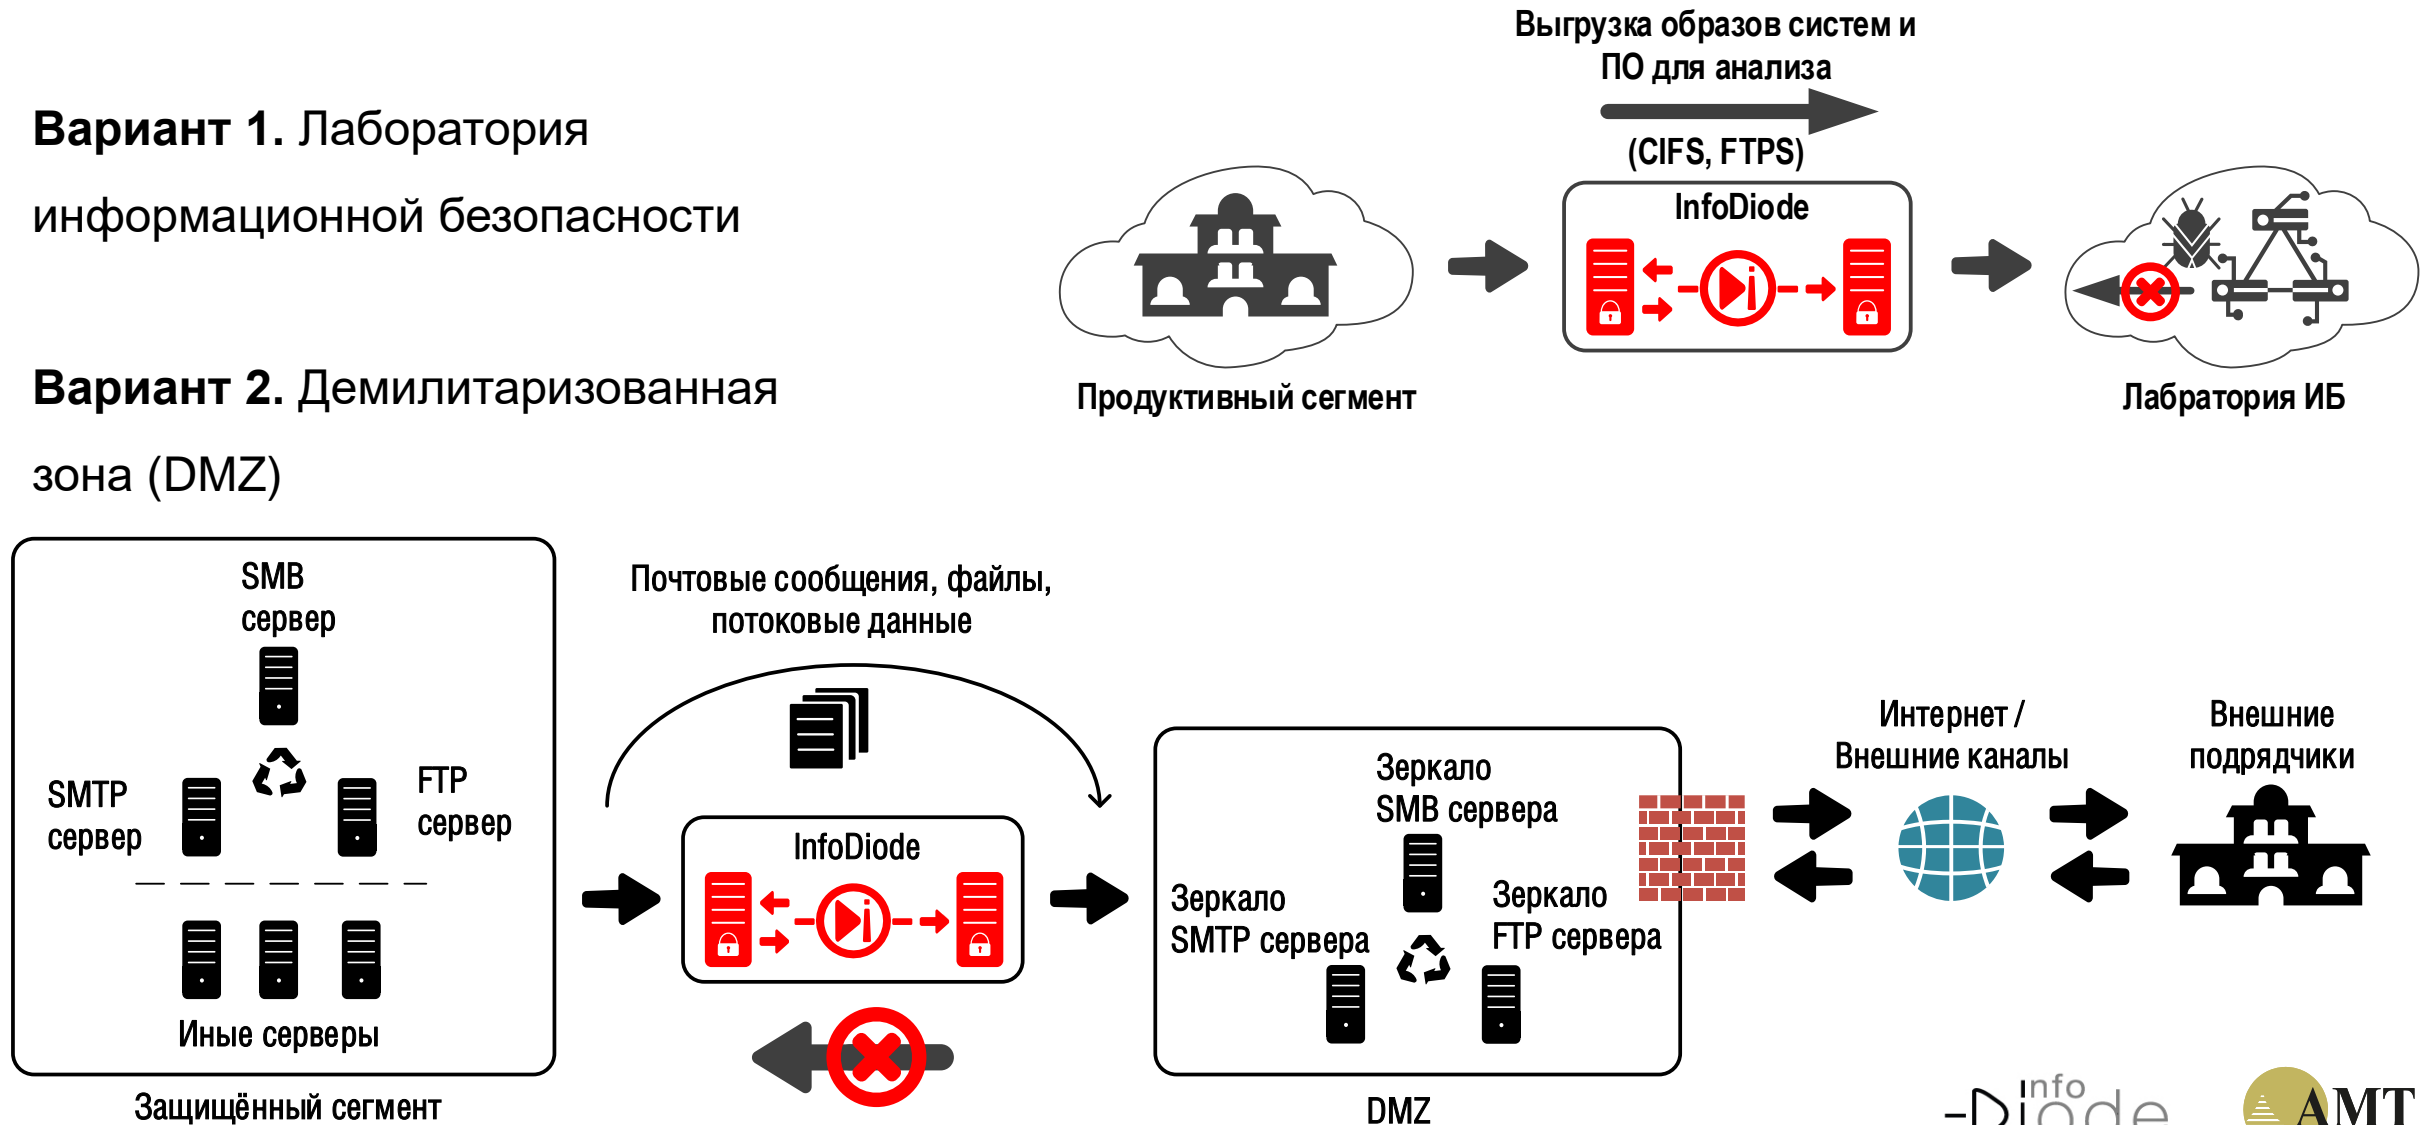 Выгрузка образов систем и
ПО для анализа
(CIFS, FTPS)
Вариант 1. Лаборатория
информационной безопасности
InfoDiode
Продуктивный сегмент
Лабратория ИБ
Вариант 2. Демилитаризованная
зона (DMZ)
SMB
сервер
SMTP
сервер
FTP
сервер
Иные серверы
Защищённый сегмент
Почтовые сообщения, файлы,
потоковые данные
InfoDiode
Зеркало
SMB сервера
Зеркало
SMTP сервера
Зеркало
FTP сервера
DMZ
Интернет /
Внешние каналы
Внешние
подрядчики
info
Diode
AMT